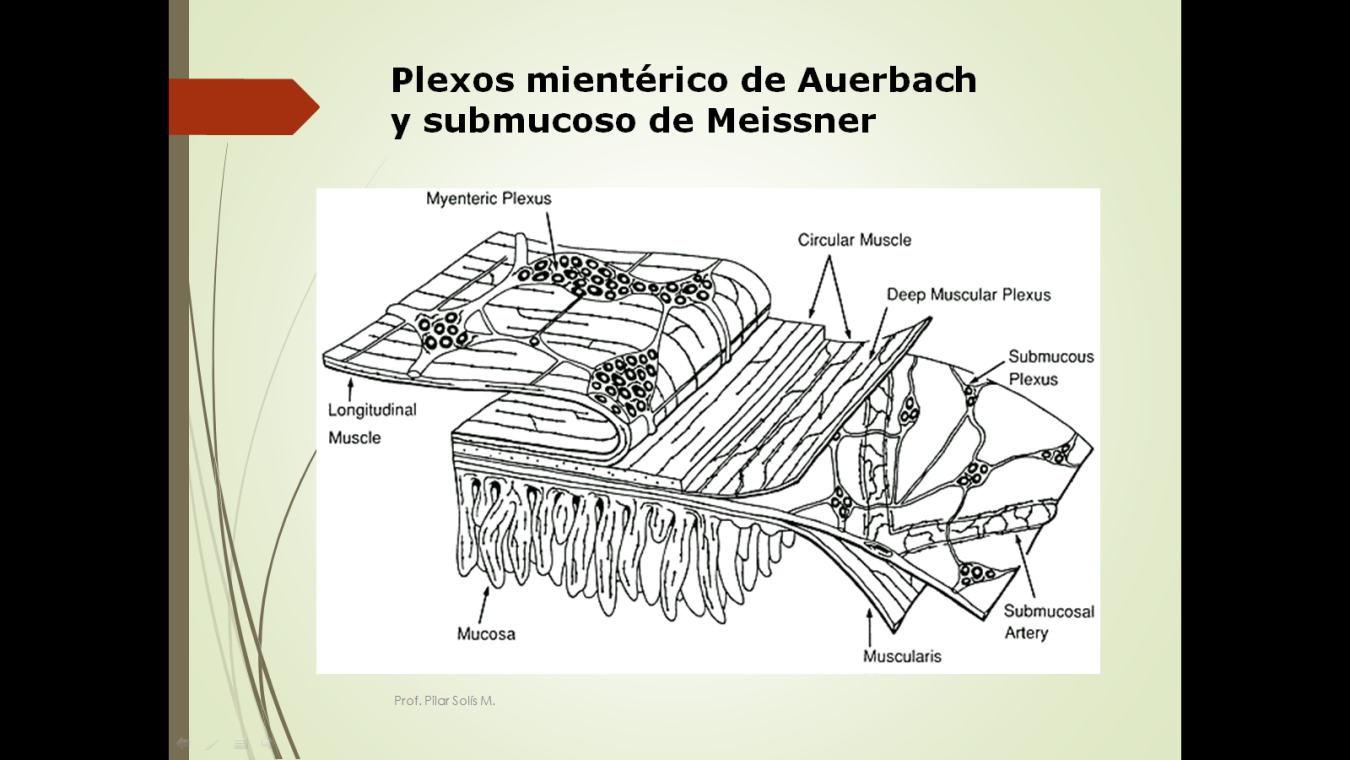 Plexos mientérico de Auerbach
y submucoso de Meissner
Myenteric Plexus
Circular Muscle
Deep Muscular Plexus
Submucous
Plexus
Longitudinal
Muscle
Submucosal
Artery
Mucosa
Muscularis
Prof. Pilar Solís M.